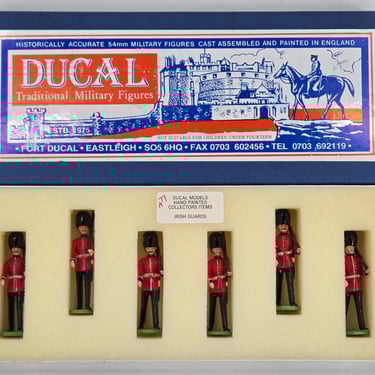 HISTORICALLY ACCURATE 54mm MILITARY FIGURES CAST ASSEMBLED AND PAINTED IN ENGLAND
DUCAL
Traditional Military Figures
ESTB. 1975
NOT SUITABLE FOR CHILDREN UNDER FOURTEEN
PORT DUCAL • EASTLEIGH • SO5 6HQ • FAX 0703 602456 • TEL 0703 692119
DUCAL MODELS
HAND PAINTED
COLLECTORS ITEMS
IRISH GUARDS